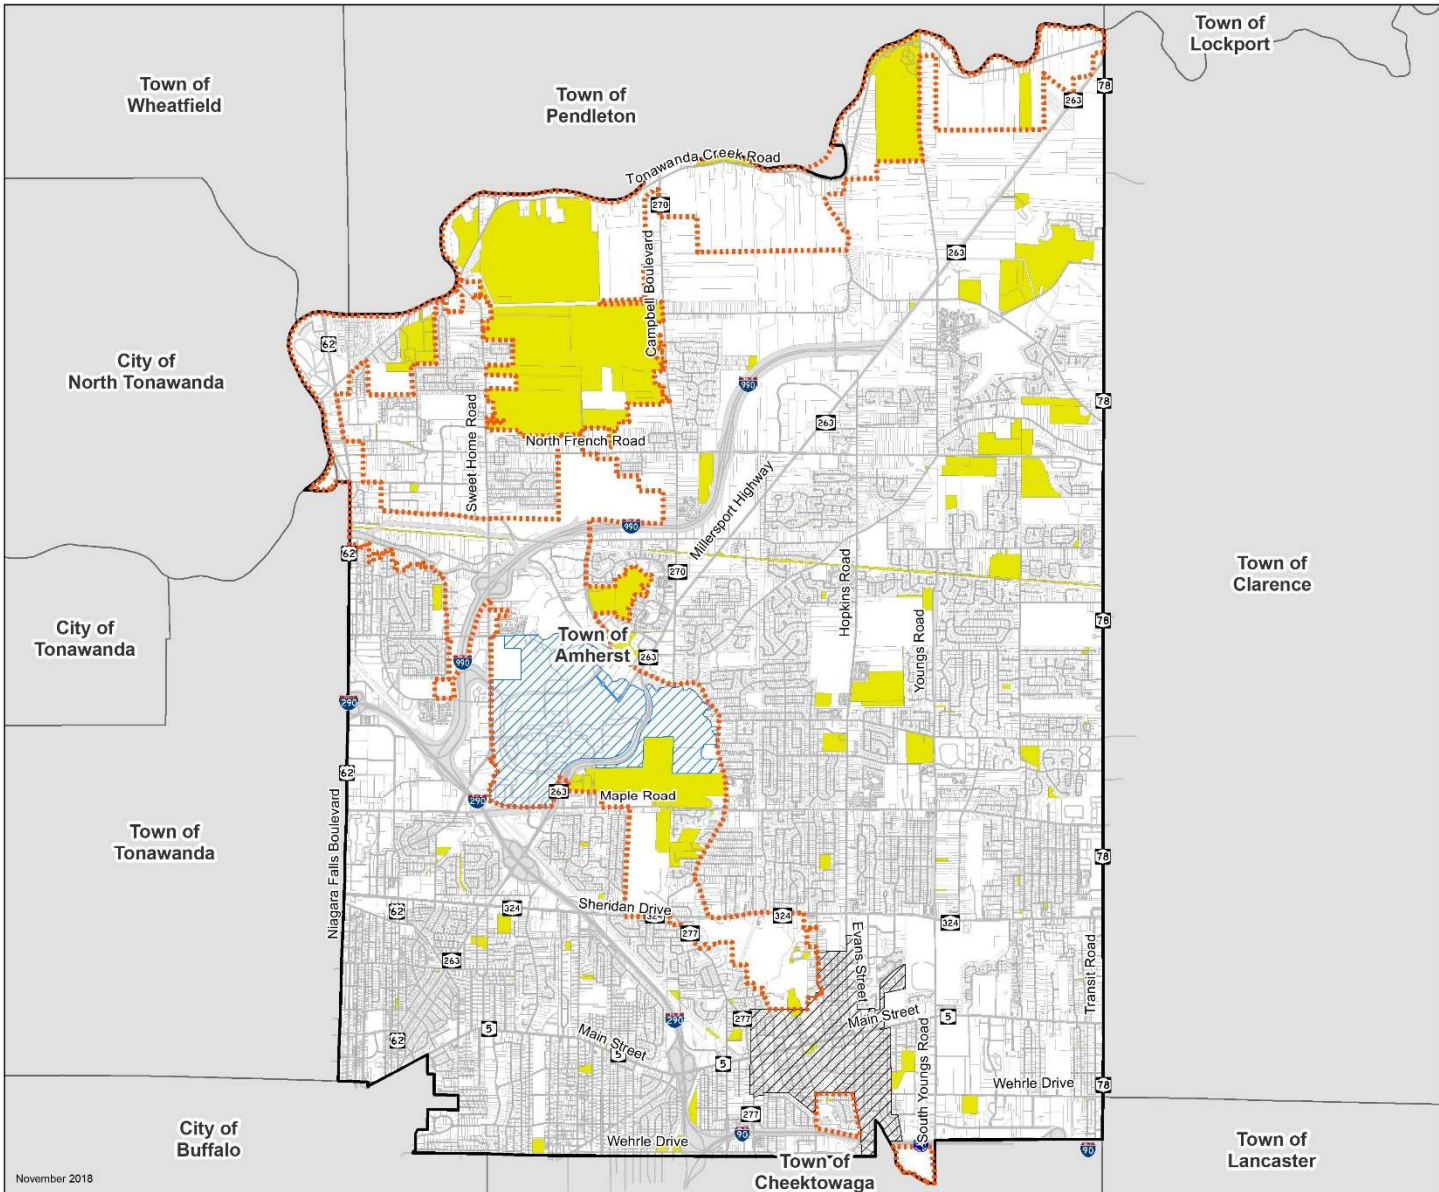 Town of
Lockport
Town of
Wheatfield
Town of
Pendleton
78
263
Tonawanda Creek Road
270
263
Campbell Boulevard
62
City of
North Tonawanda
990
78
263
Sweet Home Road
North French Road
Millersport Highway
990
62
270
Hopkins Road
Town of
Clarence
City of
Tonawanda
Town of
Amherst
78
Youngs Road
263
990
290
62
290
263
Maple Road
Town of
Tonawanda
Niagara Falls Boulevard
78
62
324
Sheridan Drive
324
324
324
277
Evans Street
Transit Road
263
290
277
Main Street
5
62
5
Main Street
5
5
South Youngs Road
Wehrle Drive
78
277
City of
Buffalo
Wehrle Drive
90
90
Town of
Cheektowaga
Town of
Lancaster
November 2018